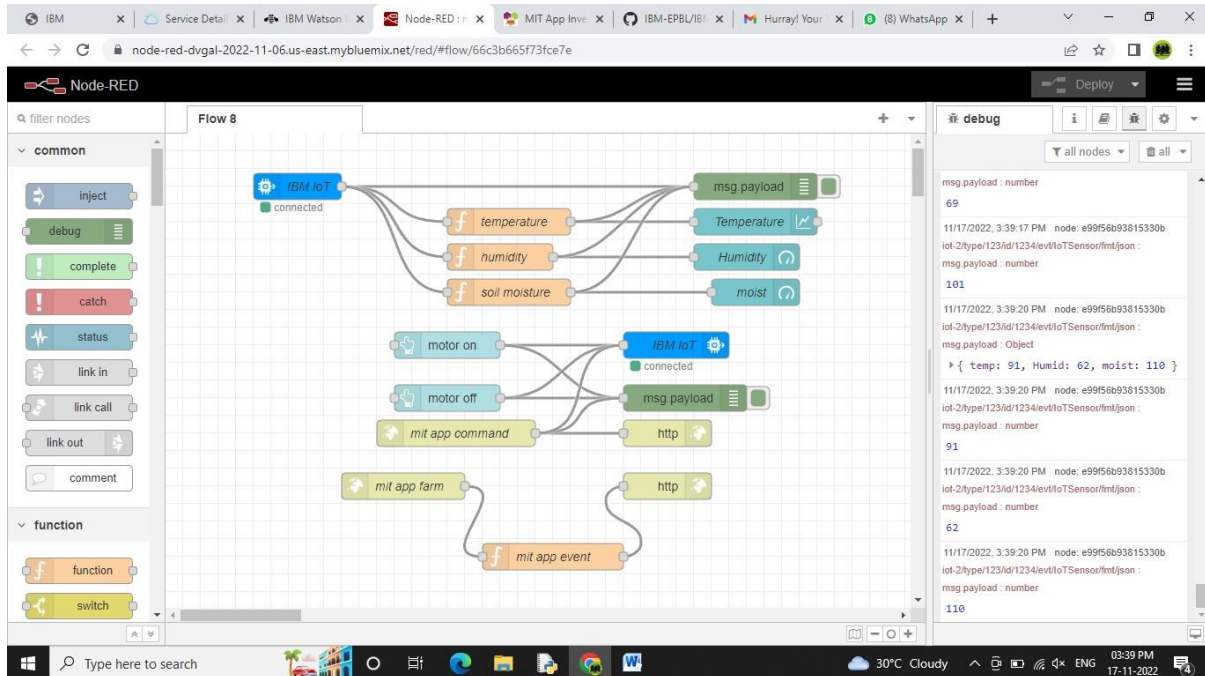 IBM
Service Detail
IBM Watson
Node-RED : n
MIT App Inve
IBM-EPBL/IB
Hurray! Your
(8) WhatsApp
node-red-dvgal-2022-11-06.us-east.mybluemix.net/red/#flow/66c3b665f73fce7e
Node-RED
Deploy
filter nodes
common
inject
debug
complete
catch
status
link in
link call
link out
comment
function
function
switch
Flow 8
IBM IoT
connected
temperature
humidity
soil moisture
msg.payload
Temperature
Humidity
moist
motor on
motor off
mit app command
IBM IoT
connected
msg.payload
http
mit app farm
http
mit app event
debug
all nodes
all
msg.payload : number
69
11/17/2022, 3:39:17 PM node: e99f56b93815330b
iot-2/type/123/id/1234/evt/IoTSensor/fmt/json :
msg.payload : number
101
11/17/2022, 3:39:20 PM node: e99f56b93815330b
iot-2/type/123/id/1234/evt/IoTSensor/fmt/json :
msg.payload : Object
{ temp: 91, Humid: 62, moist: 110 }
11/17/2022, 3:39:20 PM node: e99f56b93815330b
iot-2/type/123/id/1234/evt/IoTSensor/fmt/json :
msg.payload : number
91
11/17/2022, 3:39:20 PM node: e99f56b93815330b
iot-2/type/123/id/1234/evt/IoTSensor/fmt/json :
msg.payload : number
62
11/17/2022, 3:39:20 PM node: e99f56b93815330b
iot-2/type/123/id/1234/evt/IoTSensor/fmt/json :
msg.payload : number
110
Type here to search
30°C Cloudy
ENG
03:39 PM
17-11-2022